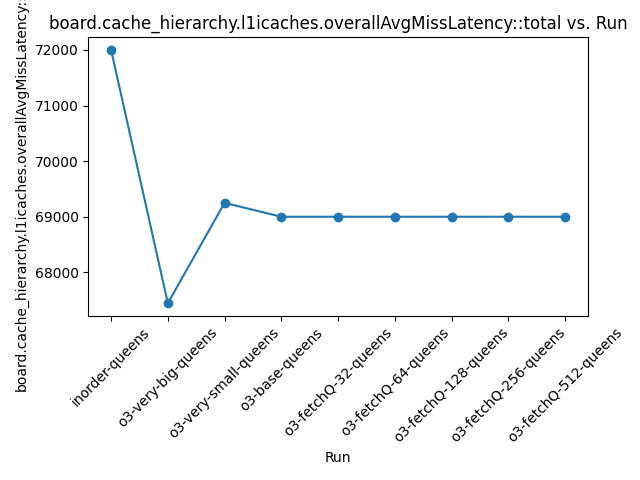 board.cache_hierarchy.l1icaches.overallAvgMissLatency::total vs. Run
board.cache_hierarchy.l1icaches.overallAvgMissLatency::
72000
71000
70000
69000
68000
inorder-queens
o3-very-big-queens
o3-very-small-queens
o3-base-queens
o3-fetchQ-32-queens
o3-fetchQ-64-queens
o3-fetchQ-128-queens
o3-fetchQ-256-queens
o3-fetchQ-512-queens
Run